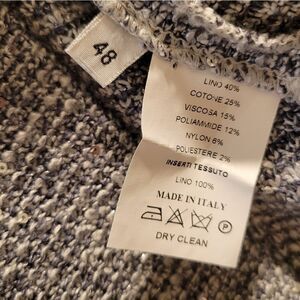 48
LINO 40%
COTONE 25%
VISCOSA 15%
POLIAMMIDE 12%
NYLON 6%
POLIESTERE 2%
INSERTI TESSUTO
LINO 100%
MADE IN ITALY
P
DRY CLEAN